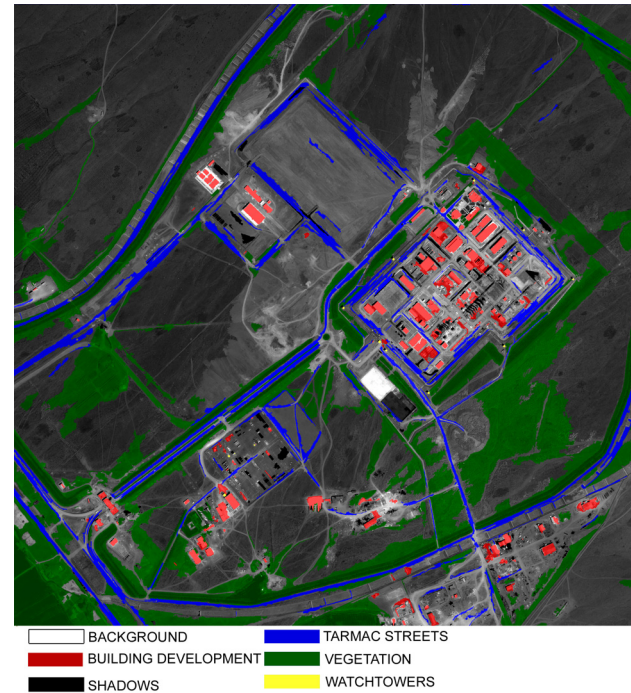 BACKGROUND
TARMAC STREETS
BUILDING DEVELOPMENT
VEGETATION
SHADOWS
WATCHTOWERS